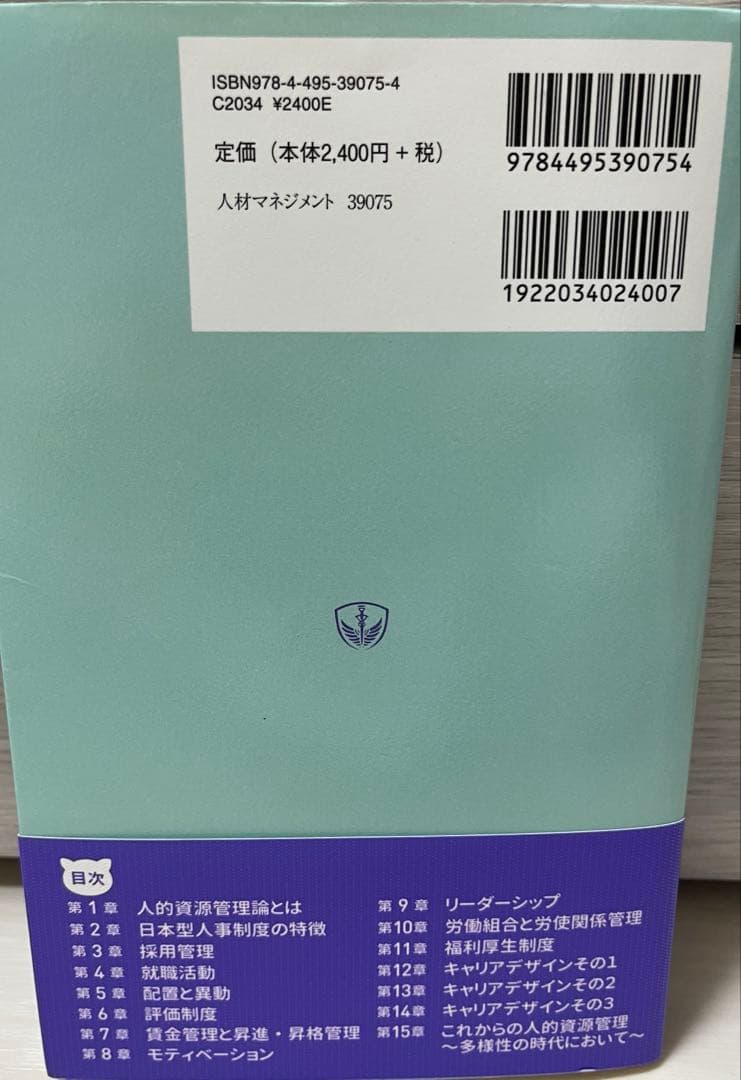 ISBN978-4-495-39075-4
C2034 ¥2400E
定価（本体2,400円＋税）
人材マネジメント 39075
9784495390754
1922034024007
目次
第1章 人的資源管理論とは
第2章 日本型人事制度の特徴
第3章 採用管理
第4章 就職活動
第5章 配置と異動
第6章 評価制度
第7章 賃金管理と昇進・昇格管理
第8章 モティベーション
第9章 リーダーシップ
第10章 労働組合と労使関係管理
第11章 福利厚生制度
第12章 キャリアデザインその1
第13章 キャリアデザインその2
第14章 キャリアデザインその3
第15章 これからの人的資源管理
〜多様性の時代において〜